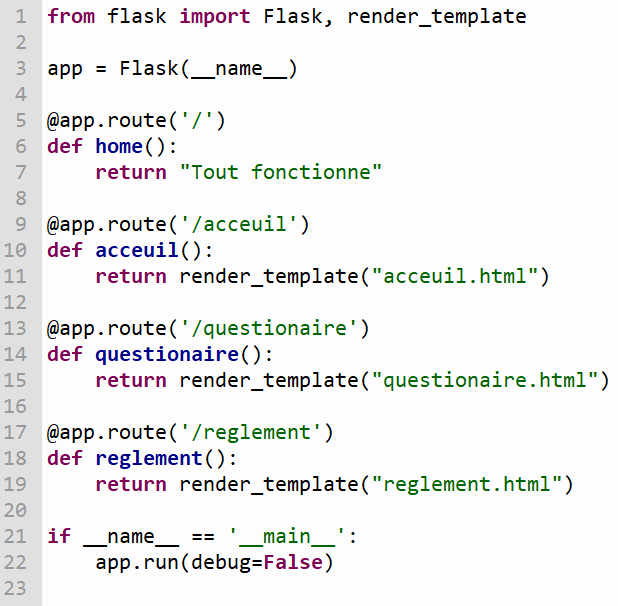 1 from flask import Flask, render_template
2
3 app = Flask(__name__)
4
5 @app.route('/')
6 def home():
7     return "Tout fonctionne"
8
9 @app.route('/acceuil')
10 def acceuil():
11     return render_template("acceuil.html")
12
13 @app.route('/questionaire')
14 def questionaire():
15     return render_template("questionaire.html")
16
17 @app.route('/reglement')
18 def reglement():
19     return render_template("reglement.html")
20
21 if __name__ == '__main__':
22     app.run(debug=False)
23